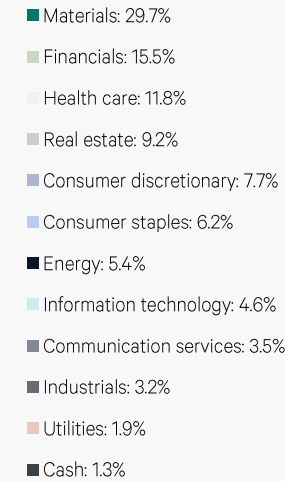 Materials: 29.7%
Financials: 15.5%
Health care: 11.8%
Real estate: 9.2%
Consumer discretionary: 7.7%
Consumer staples: 6.2%
Energy: 5.4%
Information technology: 4.6%
Communication services: 3.5%
Industrials: 3.2%
Utilities: 1.9%
Cash: 1.3%